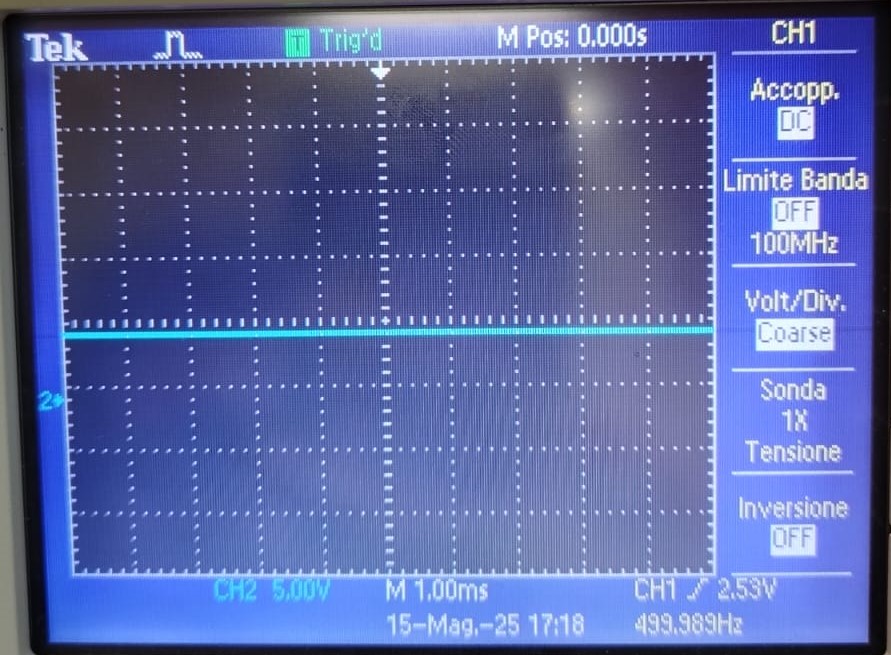 Tek T Trig'd M Pos: 0.000s CH1
Accopp.
DC
Limite Banda
OFF
100MHz
Volt/Div.
Coarse
Sonda
1X
Tensione
Inversione
OFF
2
CH2 5.00V M 1.00ms CH1 2.53V
15-Mag.-25 17:18 499.989Hz